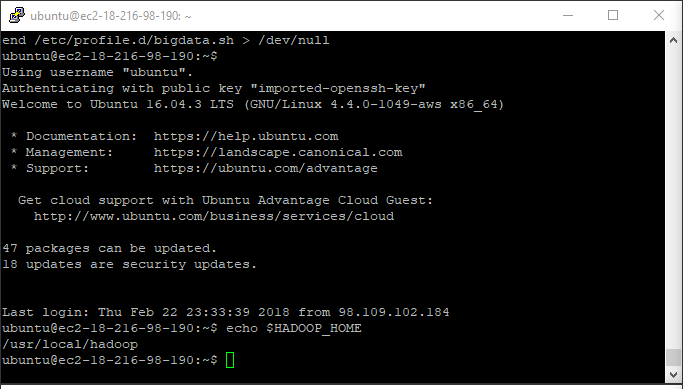 ubuntu@ec2-18-216-98-190: ~
end /etc/profile.d/bigdata.sh > /dev/null
ubuntu@ec2-18-216-98-190:~$
Using username "ubuntu".
Authenticating with public key "imported-openssh-key"
Welcome to Ubuntu 16.04.3 LTS (GNU/Linux 4.4.0-1049-aws x86_64)
* Documentation:  https://help.ubuntu.com
* Management:     https://landscape.canonical.com
* Support:        https://ubuntu.com/advantage
Get cloud support with Ubuntu Advantage Cloud Guest:
http://www.ubuntu.com/business/services/cloud
47 packages can be updated.
18 updates are security updates.
Last login: Thu Feb 22 23:33:39 2018 from 98.109.102.184
ubuntu@ec2-18-216-98-190:~$ echo $HADOOP_HOME
/usr/local/hadoop
ubuntu@ec2-18-216-98-190:~$